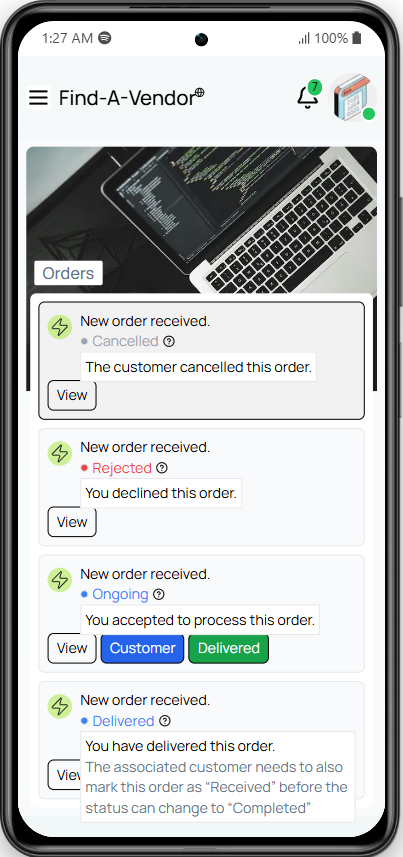 1:27 AM
100%
Find-A-Vendor
7
Orders
New order received.
Cancelled
The customer cancelled this order.
View
New order received.
Rejected
You declined this order.
View
New order received.
Ongoing
You accepted to process this order.
View Customer Delivered
New order received.
Delivered
You have delivered this order.
The associated customer needs to also
mark this order as “Received” before the
status can change to “Completed”